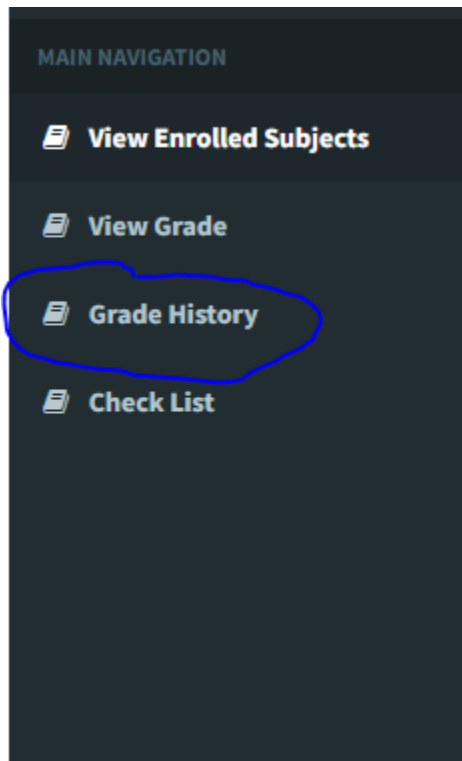 MAIN NAVIGATION
View Enrolled Subjects
View Grade
Grade History
Check List